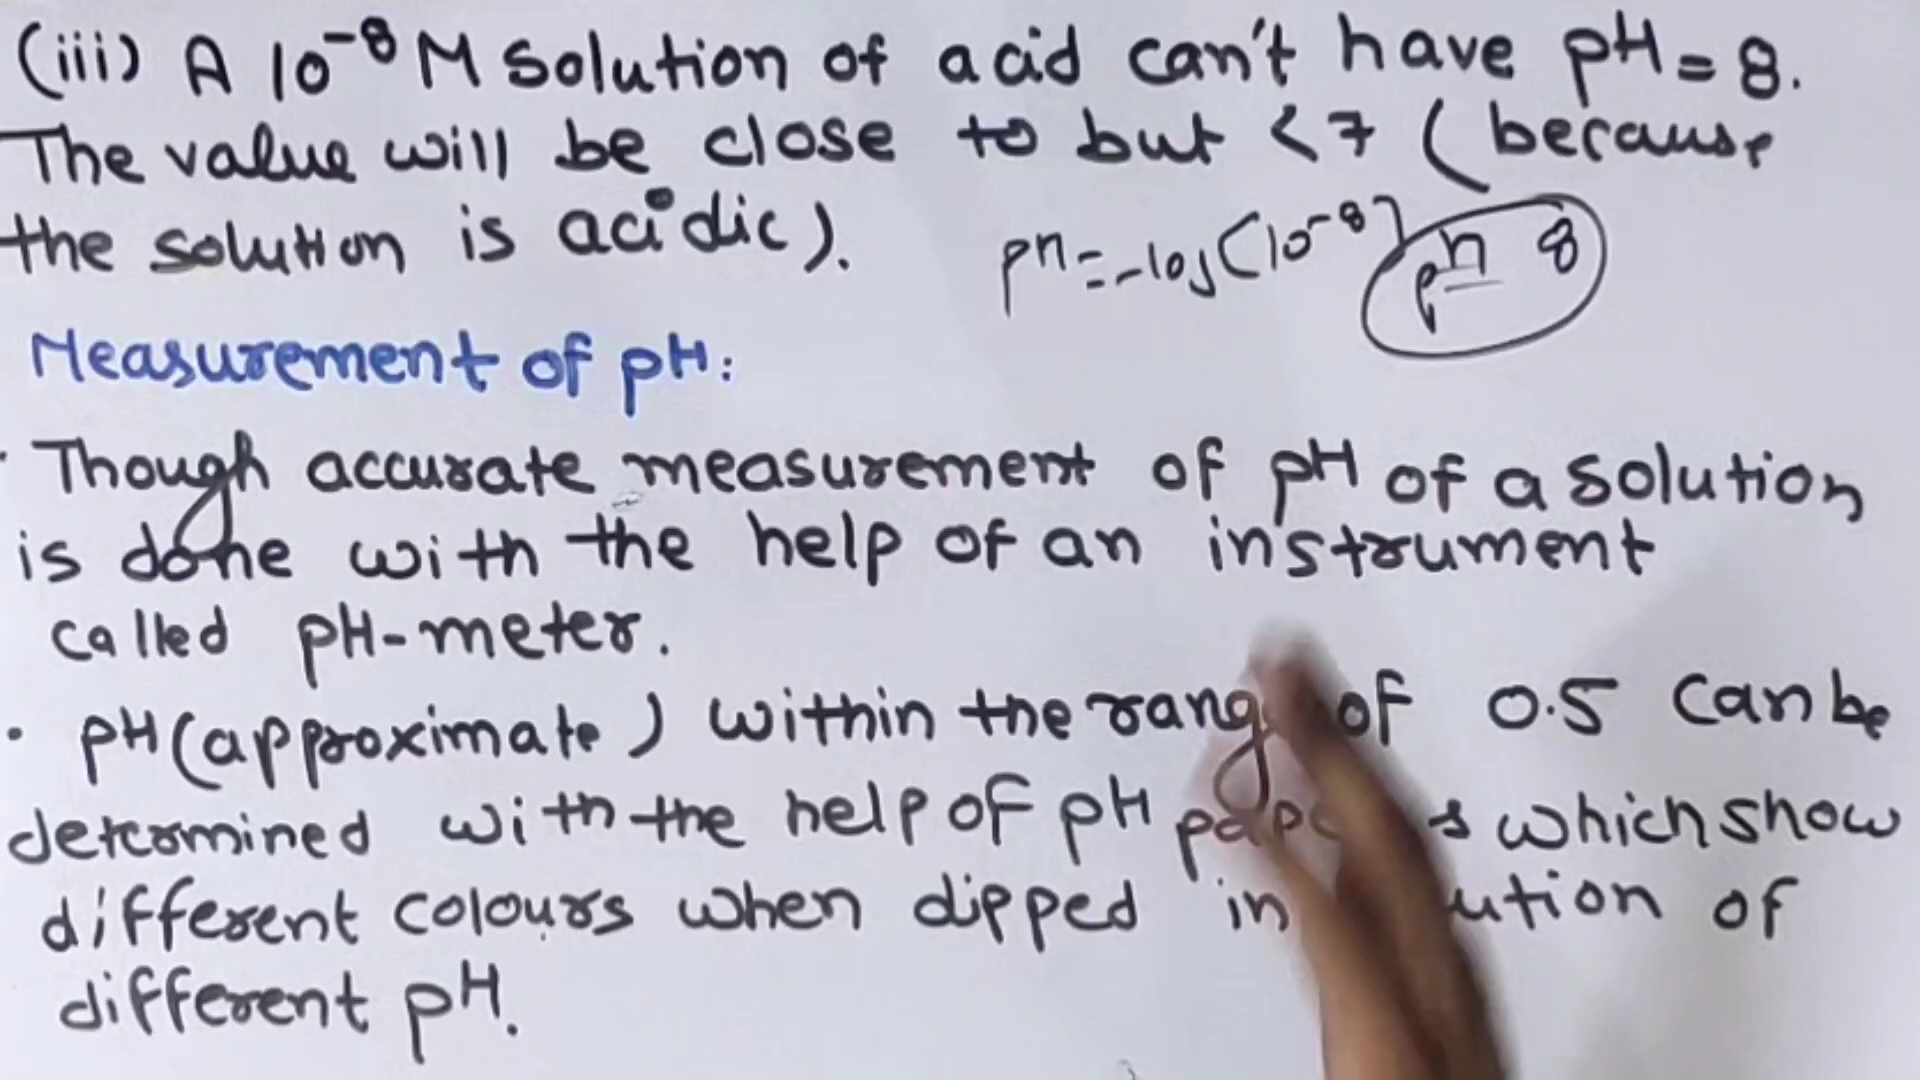 (iii) A 10⁻⁸ M solution of acid can't have pH = 8.
The value will be close to but < 7 (because
the solution is acidic).
pH = -log(10⁻⁸) pH 8
Measurement of pH:
· Though accurate measurement of pH of a solution
is done with the help of an instrument
called pH-meter.
· pH (approximate) within the range of 0.5 can be
determined with the help of pH which show
different colours when dipped in of
different pH.